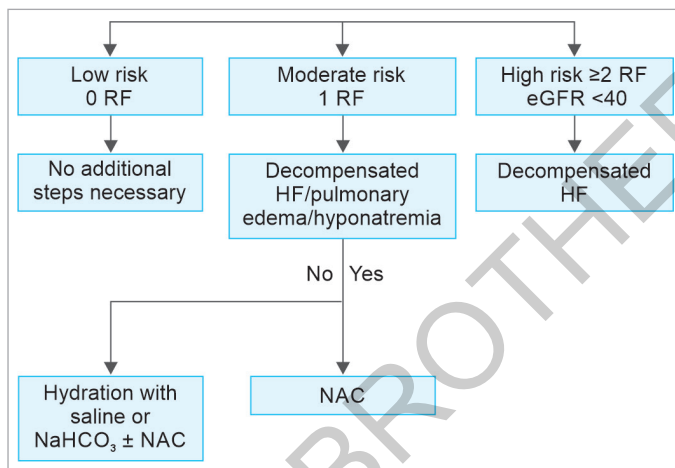 Low risk
0 RF
Moderate risk
1 RF
High risk ≥2 RF
eGFR <40
No additional
steps necessary
Decompensated
HF/pulmonary
edema/hyponatremia
Decompensated
HF
No Yes
Hydration with
saline or
NaHCO₃ ± NAC
NAC
BROTHE